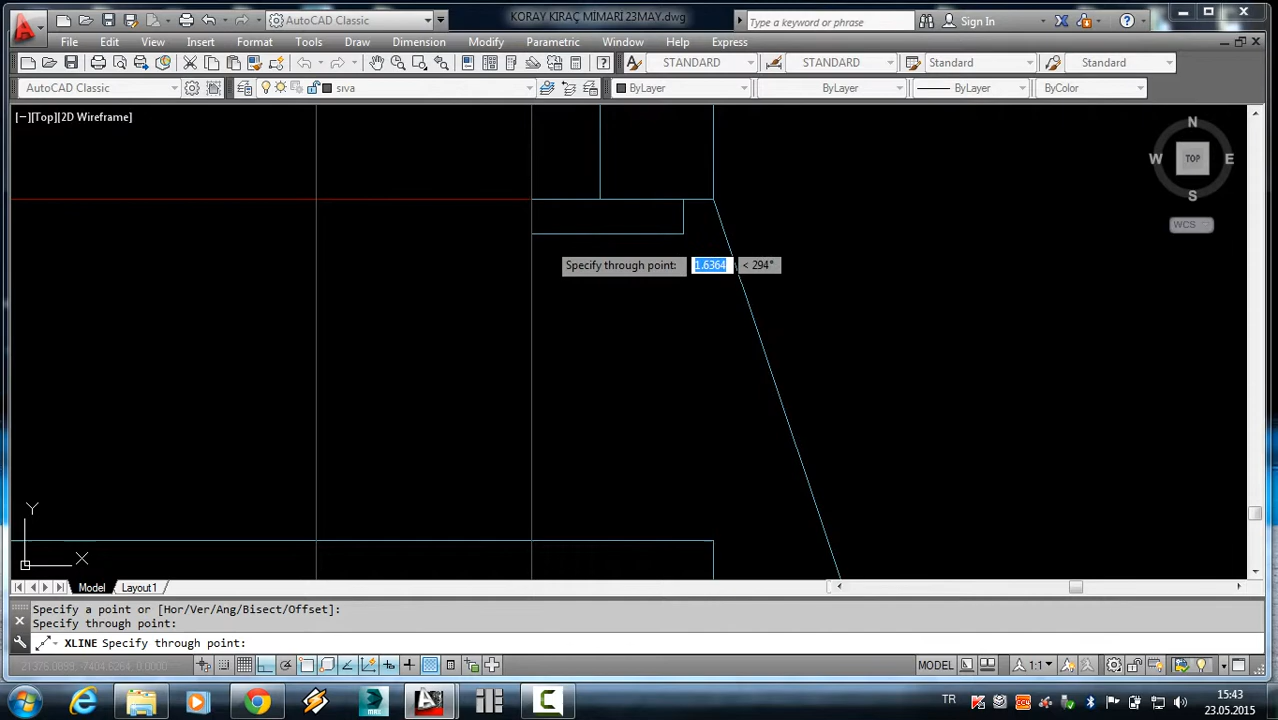 AutoCAD Classic
KORAY KIRAÇ MIMARI 23MAY.dwg
Type a keyword or phrase
Sign In
File Edit View Insert Format Tools Draw Dimension Modify Parametric Window Help Express
STANDARD STANDARD Standard Standard
AutoCAD Classic sıva ByLayer ByLayer ByLayer ByColor
[−][Top][2D Wireframe]
N
W TOP E
S
WCS
Specify through point: 1.6364 < 294°
Y
X
Model Layout1
Specify a point or [Hor/Ver/Ang/Bisect/Offset]:
Specify through point:
XLINE Specify through point:
MODEL 1:1
TR 15:43
23.05.2015